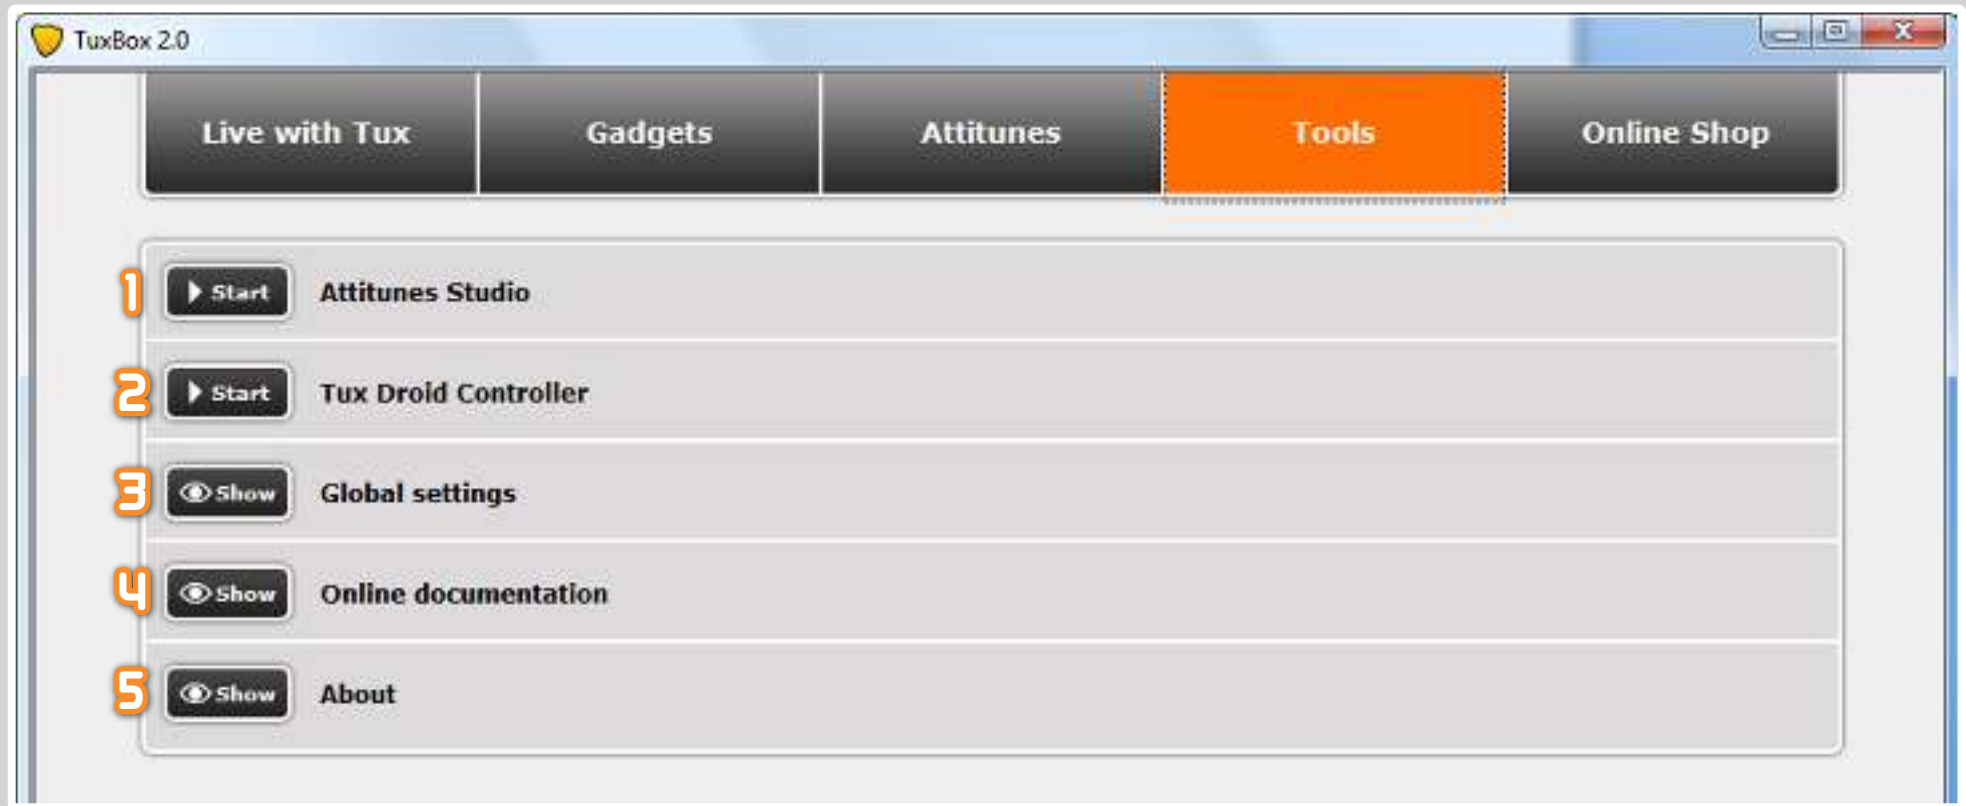 TuxBox 2.0
Live with Tux Gadgets Attitunes Tools Online Shop
1 Start Attitunes Studio
2 Start Tux Droid Controller
3 Show Global settings
4 Show Online documentation
5 Show About